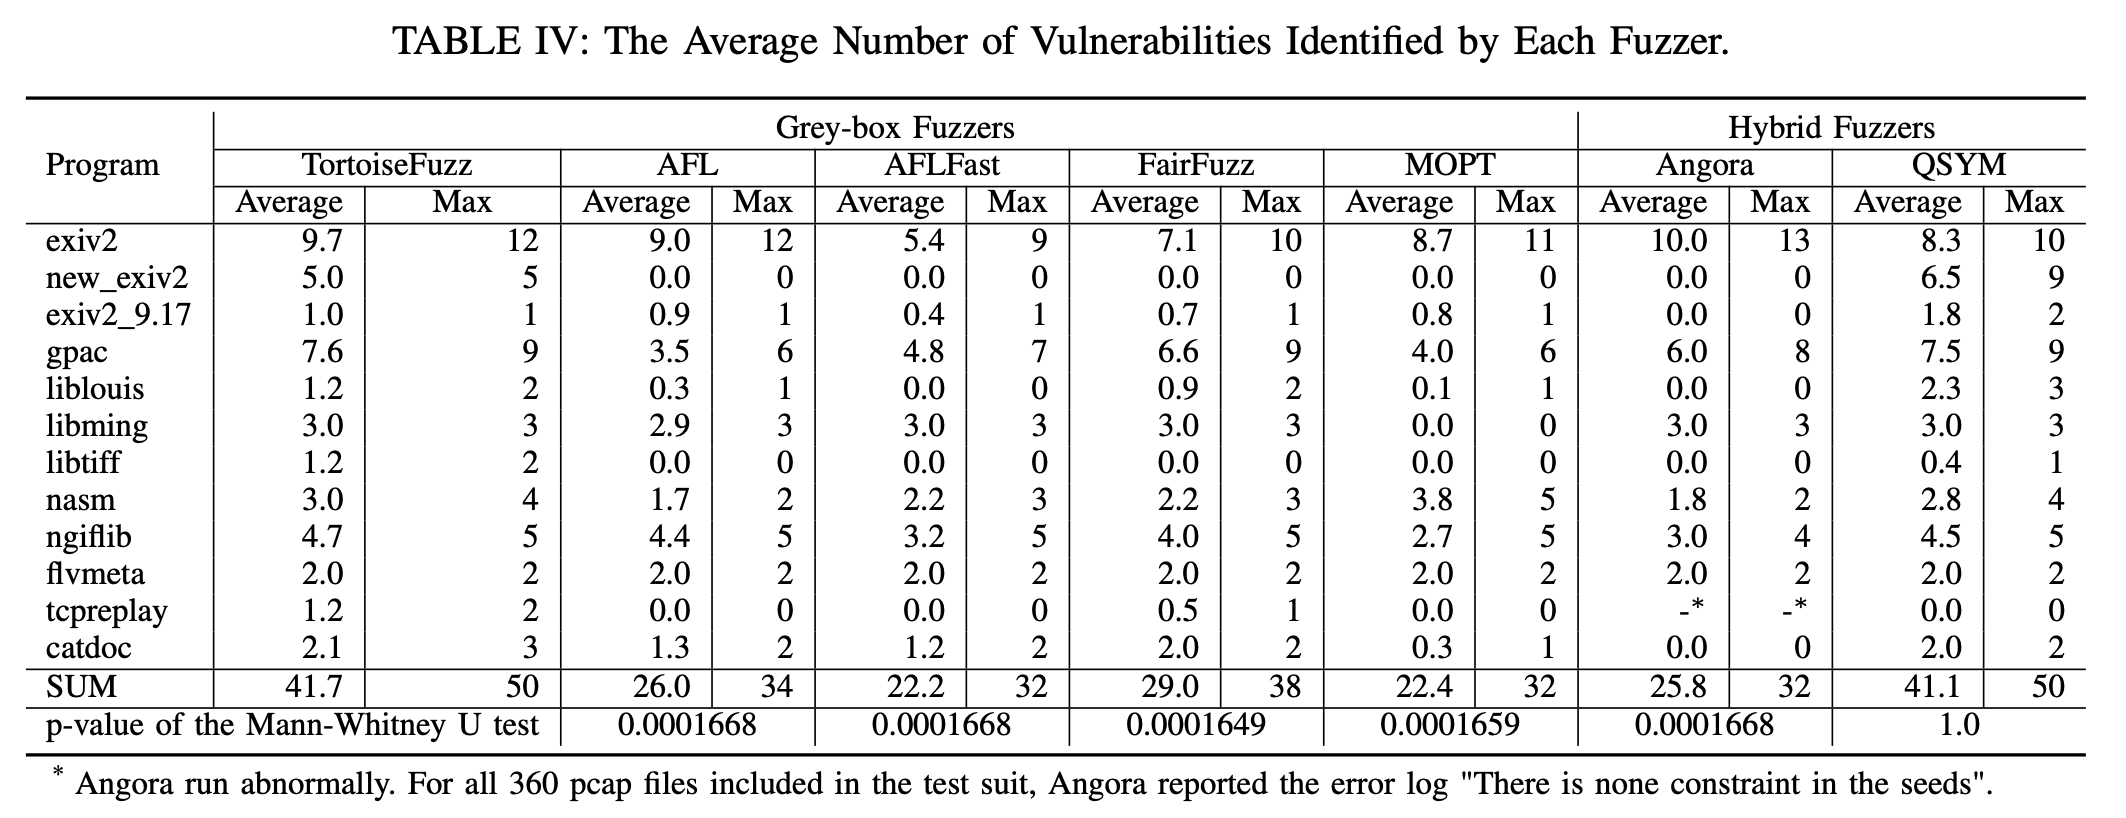 TABLE IV: The Average Number of Vulnerabilities Identified by Each Fuzzer.
Program Grey-box Fuzzers Hybrid Fuzzers
TortoiseFuzz AFL AFLFast FairFuzz MOPT Angora QSYM
Average Max Average Max Average Max Average Max Average Max Average Max Average Max
exiv2 9.7 12 9.0 12 5.4 9 7.1 10 8.7 11 10.0 13 8.3 10
new_exiv2 5.0 5 0.0 0 0.0 0 0.0 0 0.0 0 0.0 0 6.5 9
exiv2_9.17 1.0 1 0.9 1 0.4 1 0.7 1 0.8 1 0.0 0 1.8 2
gpac 7.6 9 3.5 6 4.8 7 6.6 9 4.0 6 6.0 8 7.5 9
liblouis 1.2 2 0.3 1 0.0 0 0.9 2 0.1 1 0.0 0 2.3 3
libming 3.0 3 2.9 3 3.0 3 3.0 3 0.0 0 3.0 3 3.0 3
libtiff 1.2 2 0.0 0 0.0 0 0.0 0 0.0 0 0.0 0 0.4 1
nasm 3.0 4 1.7 2 2.2 3 2.2 3 3.8 5 1.8 2 2.8 4
ngiflib 4.7 5 4.4 5 3.2 5 4.0 5 2.7 5 3.0 4 4.5 5
flvmeta 2.0 2 2.0 2 2.0 2 2.0 2 2.0 2 2.0 2 2.0 2
tcpreplay 1.2 2 0.0 0 0.0 0 0.5 1 0.0 0 -* -* 0.0 0
catdoc 2.1 3 1.3 2 1.2 2 2.0 2 0.3 1 0.0 0 2.0 2
SUM 41.7 50 26.0 34 22.2 32 29.0 38 22.4 32 25.8 32 41.1 50
p-value of the Mann-Whitney U test 0.0001668 0.0001668 0.0001649 0.0001659 0.0001668 1.0
* Angora run abnormally. For all 360 pcap files included in the test suit, Angora reported the error log "There is none constraint in the seeds".